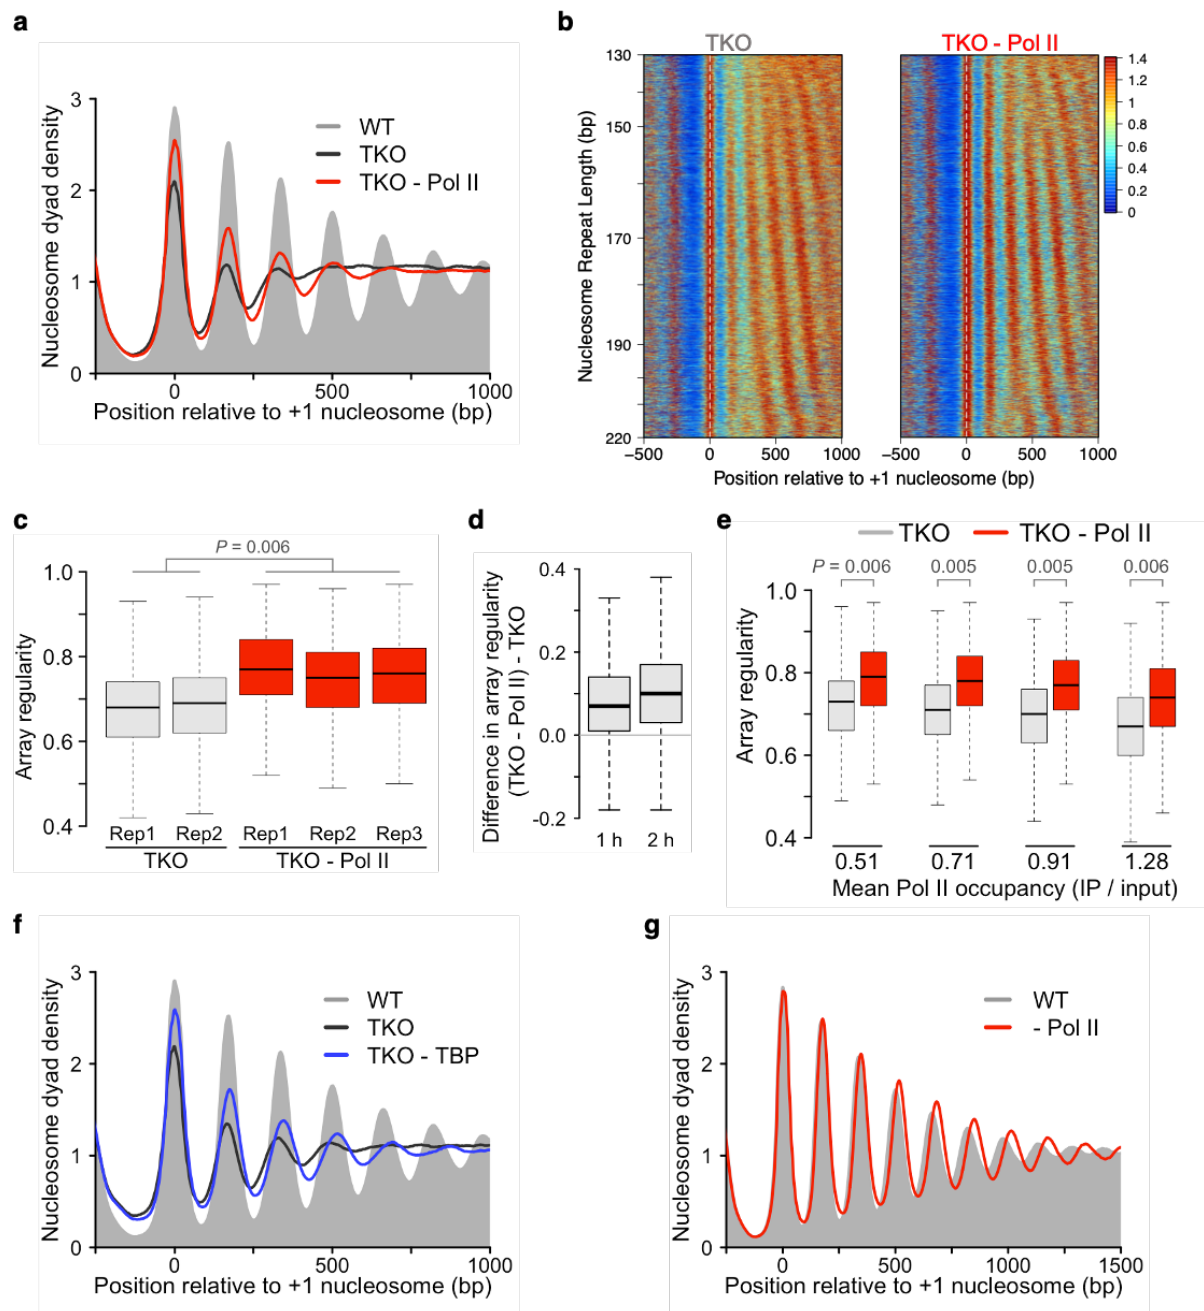 a
3
2
1
0
Nucleosome dyad density
WT
TKO
TKO - Pol II
0
500
1000
Position relative to +1 nucleosome (bp)
b
TKO
TKO - Pol II
130
150
170
190
220
Nucleosome Repeat Length (bp)
1.4
1.2
1
0.8
0.6
0.4
0.2
0
−500
0
500
1000
−500
0
500
1000
Position relative to +1 nucleosome (bp)
c
P = 0.006
1.0
0.8
0.6
0.4
Array regularity
Rep1 Rep2 Rep1 Rep2 Rep3
TKO
TKO - Pol II
d
0.4
0.2
0.0
-0.2
Difference in array regularity
(TKO - Pol II) - TKO
1 h
2 h
e
TKO
TKO - Pol II
P = 0.006
0.005
0.005
0.006
1.0
0.8
0.6
0.4
Array regularity
0.51
0.71
0.91
1.28
Mean Pol II occupancy (IP / input)
f
3
2
1
0
Nucleosome dyad density
WT
TKO
TKO - TBP
0
500
1000
Position relative to +1 nucleosome (bp)
g
3
2
1
0
Nucleosome dyad density
WT
- Pol II
0
500
1000
1500
Position relative to +1 nucleosome (bp)